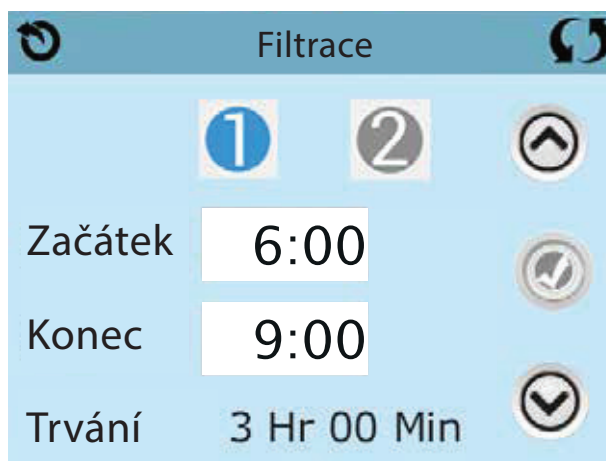 Filtrace
1 2
Začátek 6:00
Konec 9:00
Trvání 3 Hr 00 Min